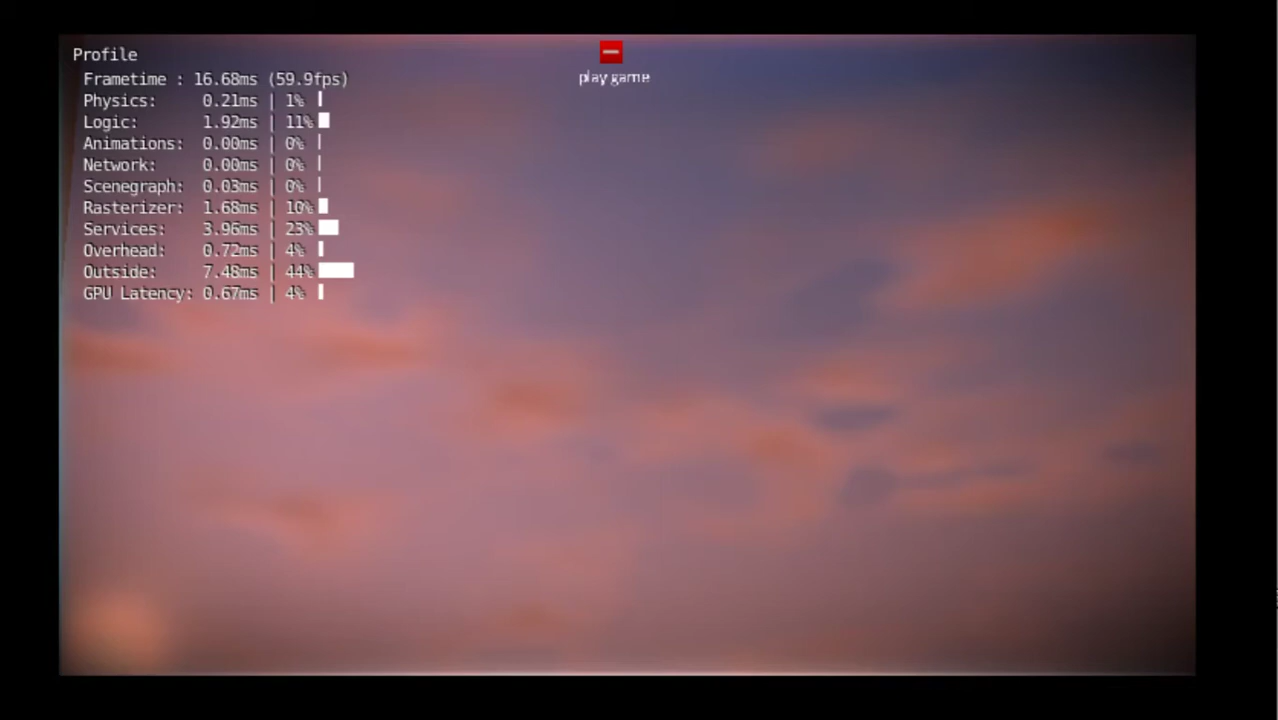 Profile
Frametime : 16.68ms (59.9fps)
Physics: 0.21ms | 1%
Logic: 1.92ms | 11%
Animations: 0.00ms | 0%
Network: 0.00ms | 0%
Scenegraph: 0.03ms | 0%
Rasterizer: 1.68ms | 10%
Services: 3.96ms | 23%
Overhead: 0.72ms | 4%
Outside: 7.48ms | 44%
GPU Latency: 0.67ms | 4%
play game